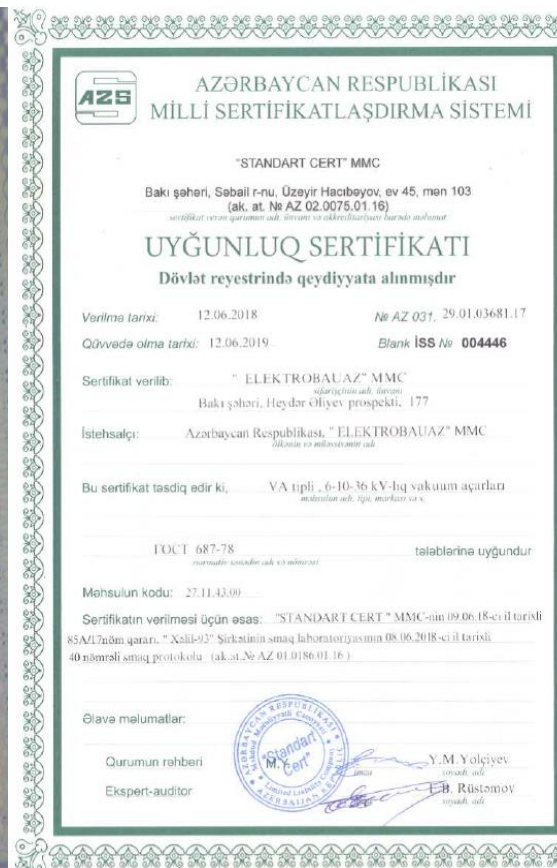 AZS
AZƏRBAYCAN RESPUBLİKASI
MİLLİ SERTİFİKATLAŞDIRMA SİSTEMİ
"STANDART CERT" MMC
Bakı şəhəri, Səbail r-nu, Üzeyir Hacıbəyov, ev 45, mən 103
(ak. at. № AZ 02.0075.01.16)
sertifikat verən qurumun adı, ünvanı və akkreditasiyası barədə məlumat
UYĞUNLUQ SERTİFİKATI
Dövlət reyestrində qeydiyyata alınmışdır
Verilmə tarixi: 12.06.2018 № AZ 031. 29.01.03681.17
Qüvvədə olma tarixi: 12.06.2019 Blank İSS № 004446
Sertifikat verilib: " ELEKTROBAUAZ" MMC
sifarişçinin adı, ünvanı
Bakı şəhəri, Heydər Əliyev prospekti, 177
İstehsalçı: Azərbaycan Respublikası, " ELEKTROBAUAZ" MMC
ölkənin və müəssisənin adı
Bu sertifikat təsdiq edir ki, VA tipli , 6-10-36 kV-lıq vakuum açarları
məhsulun adı, tipi, markası və s.
ГОСТ 687-78 tələblərinə uyğundur
normativ sənədin adı və nömrəsi
Məhsulun kodu: 27.11.43.00
Sertifikatın verilməsi üçün əsas: "STANDART CERT " MMC-nin 09.06.18-ci il tarixli
85A/17nöm qərarı, " Xəlil-93" Şirkətinin sınaq laboratoriyasının 08.06.2018-ci il tarixli
40 nömrəli sınaq protokolu (ak.at.№ AZ 01.0186.01.16 )
Əlavə məlumatlar:
"Standart Cert"
Limited Liability Company
Qurumun rəhbəri M.Y. Y.M.Yolçiyev
imza soyadı, adı
Ekspert-auditor E.B. Rüstəmov
soyadı, adı